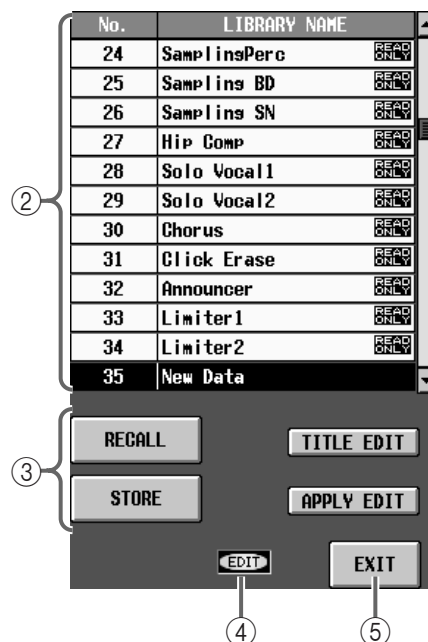 No. LIBRARY NAME
24 SamplingPerc READ ONLY
25 Sampling BD READ ONLY
26 Sampling SN READ ONLY
27 Hip Comp READ ONLY
28 Solo Vocal1 READ ONLY
② 29 Solo Vocal2 READ ONLY
30 Chorus READ ONLY
31 Click Erase READ ONLY
32 Announcer READ ONLY
33 Limiter1 READ ONLY
34 Limiter2 READ ONLY
35 New Data
RECALL TITLE EDIT
③
STORE APPLY EDIT
EDIT EXIT
④ ⑤